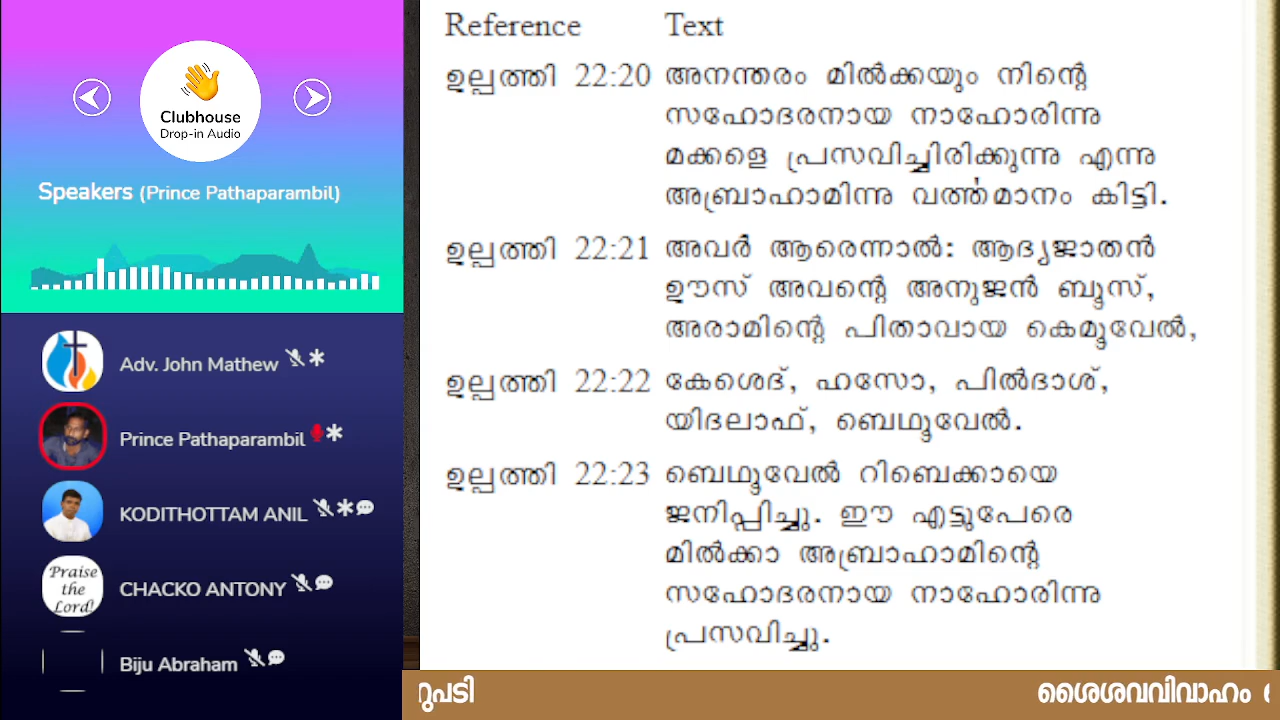 Clubhouse
Drop-in Audio
Speakers (Prince Pathaparambil)
Adv. John Mathew
Prince Pathaparambil
KODITHOTTAM ANIL
Praise
the
Lord!
CHACKO ANTONY
Biju Abraham
Reference Text
ഉല്പത്തി 22:20 അനന്തരം മിൽക്കയും നിന്റെ
സഹോദരനായ നാഹോരിന്നു
മക്കളെ പ്രസവിച്ചിരിക്കുന്നു എന്നു
അബ്രാഹാമിന്നു വൎത്തമാനം കിട്ടി.
ഉല്പത്തി 22:21 അവർ ആരെന്നാൽ: ആദ്യജാതൻ
ഊസ് അവന്റെ അനുജൻ ബൂസ്,
അരാമിന്റെ പിതാവായ കെമൂവേൽ,
ഉല്പത്തി 22:22 കേശെദ്, ഹസോ, പിൽദാശ്,
യിദലാഫ്, ബെഥൂവേൽ.
ഉല്പത്തി 22:23 ബെഥൂവേൽ റിബെക്കായെ
ജനിപ്പിച്ചു. ഈ എട്ടുപേരെ
മിൽക്കാ അബ്രാഹാമിന്റെ
സഹോദരനായ നാഹോരിന്നു
പ്രസവിച്ചു.
റുപടി ശൈശവവിവാഹം